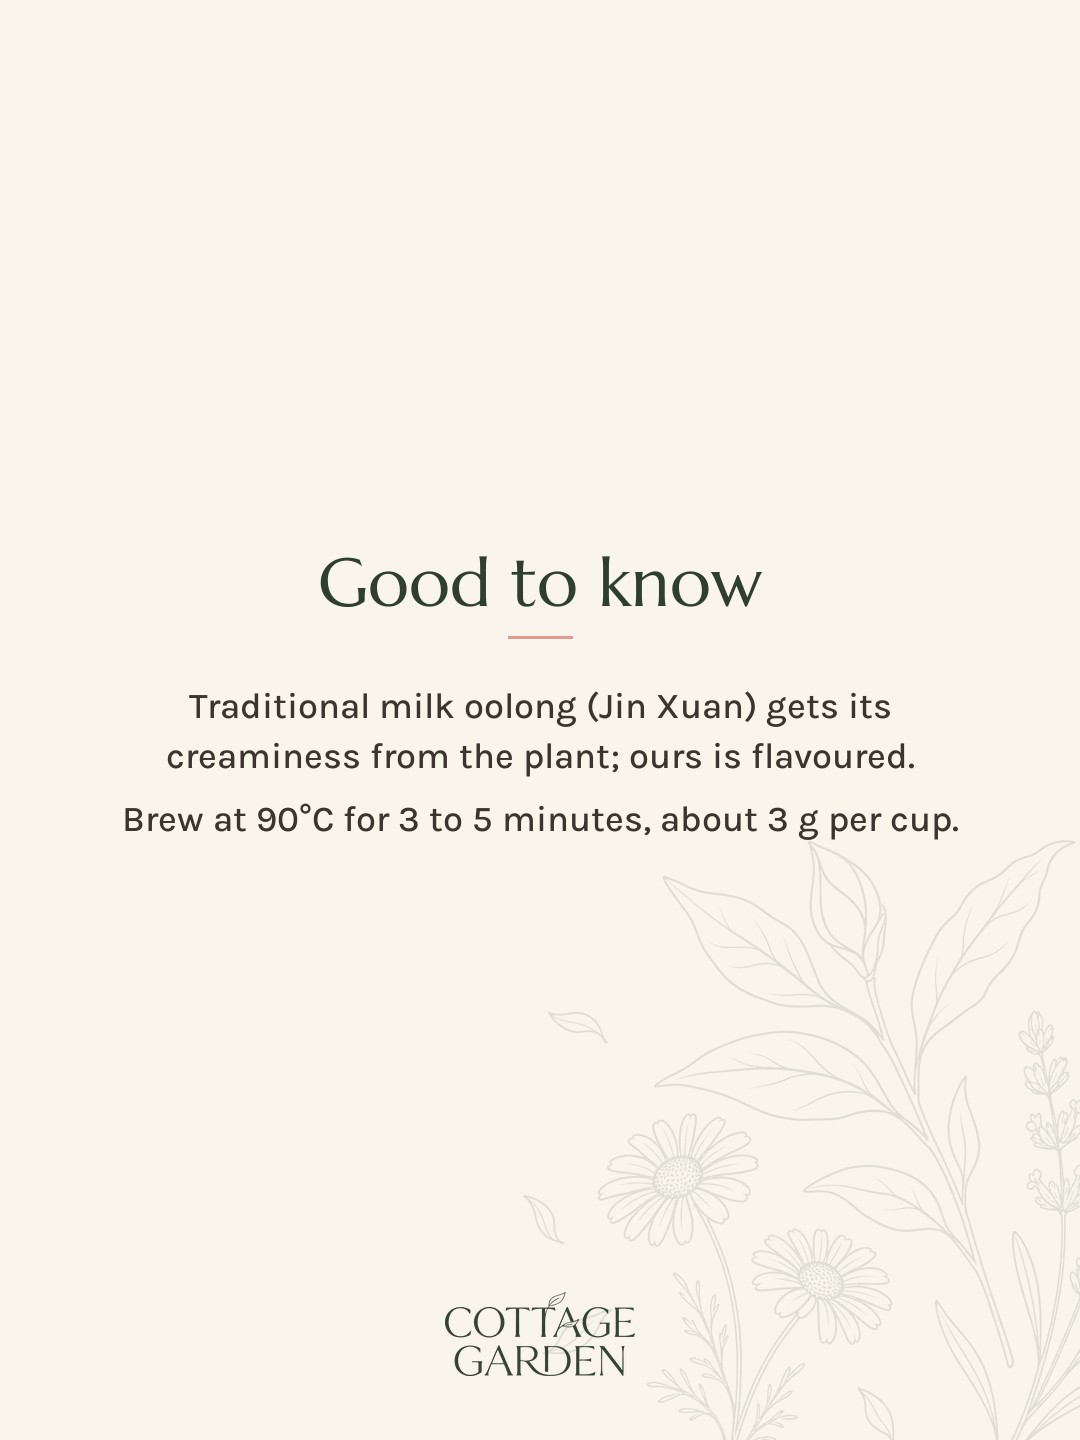 Good to know
Traditional milk oolong (Jin Xuan) gets its
creaminess from the plant; ours is flavoured.
Brew at 90°C for 3 to 5 minutes, about 3 g per cup.
COTTAGE
GARDEN